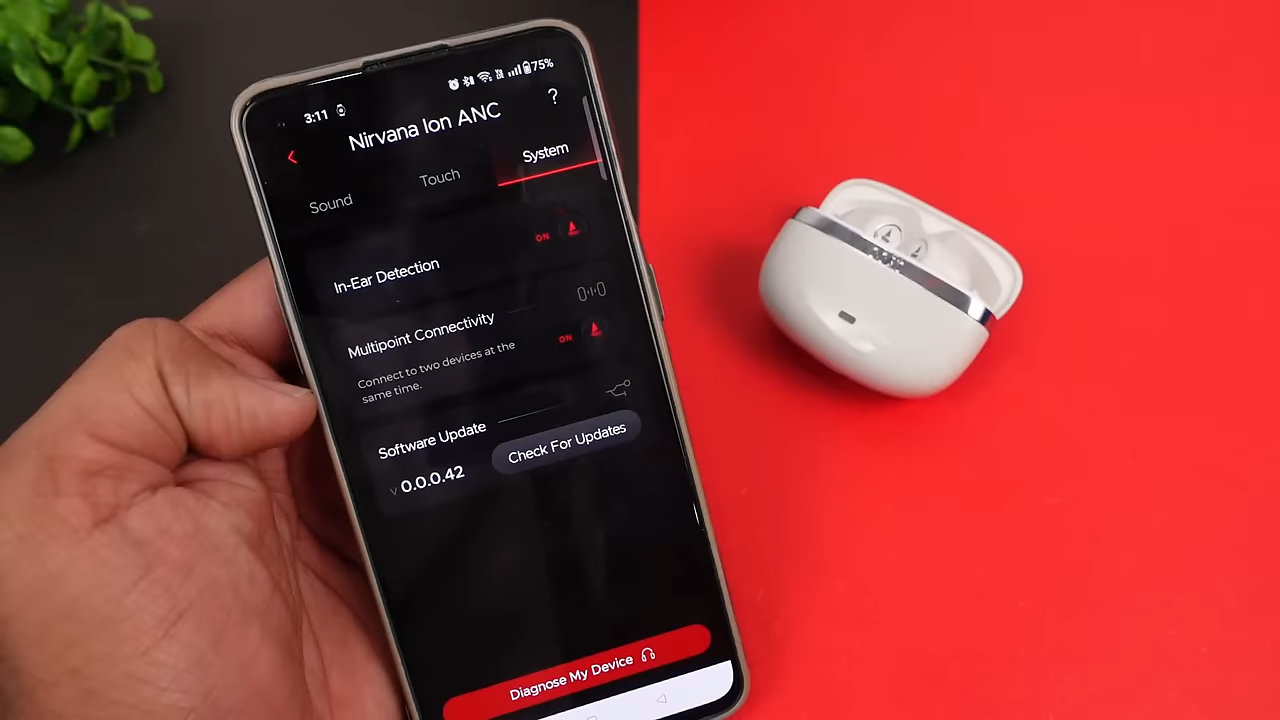 3:11
75%
Nirvana Ion ANC
?
Sound
Touch
System
ON
In-Ear Detection
Multipoint Connectivity
ON
Connect to two devices at the
same time.
Software Update
v 0.0.0.42
Check For Updates
Diagnose My Device